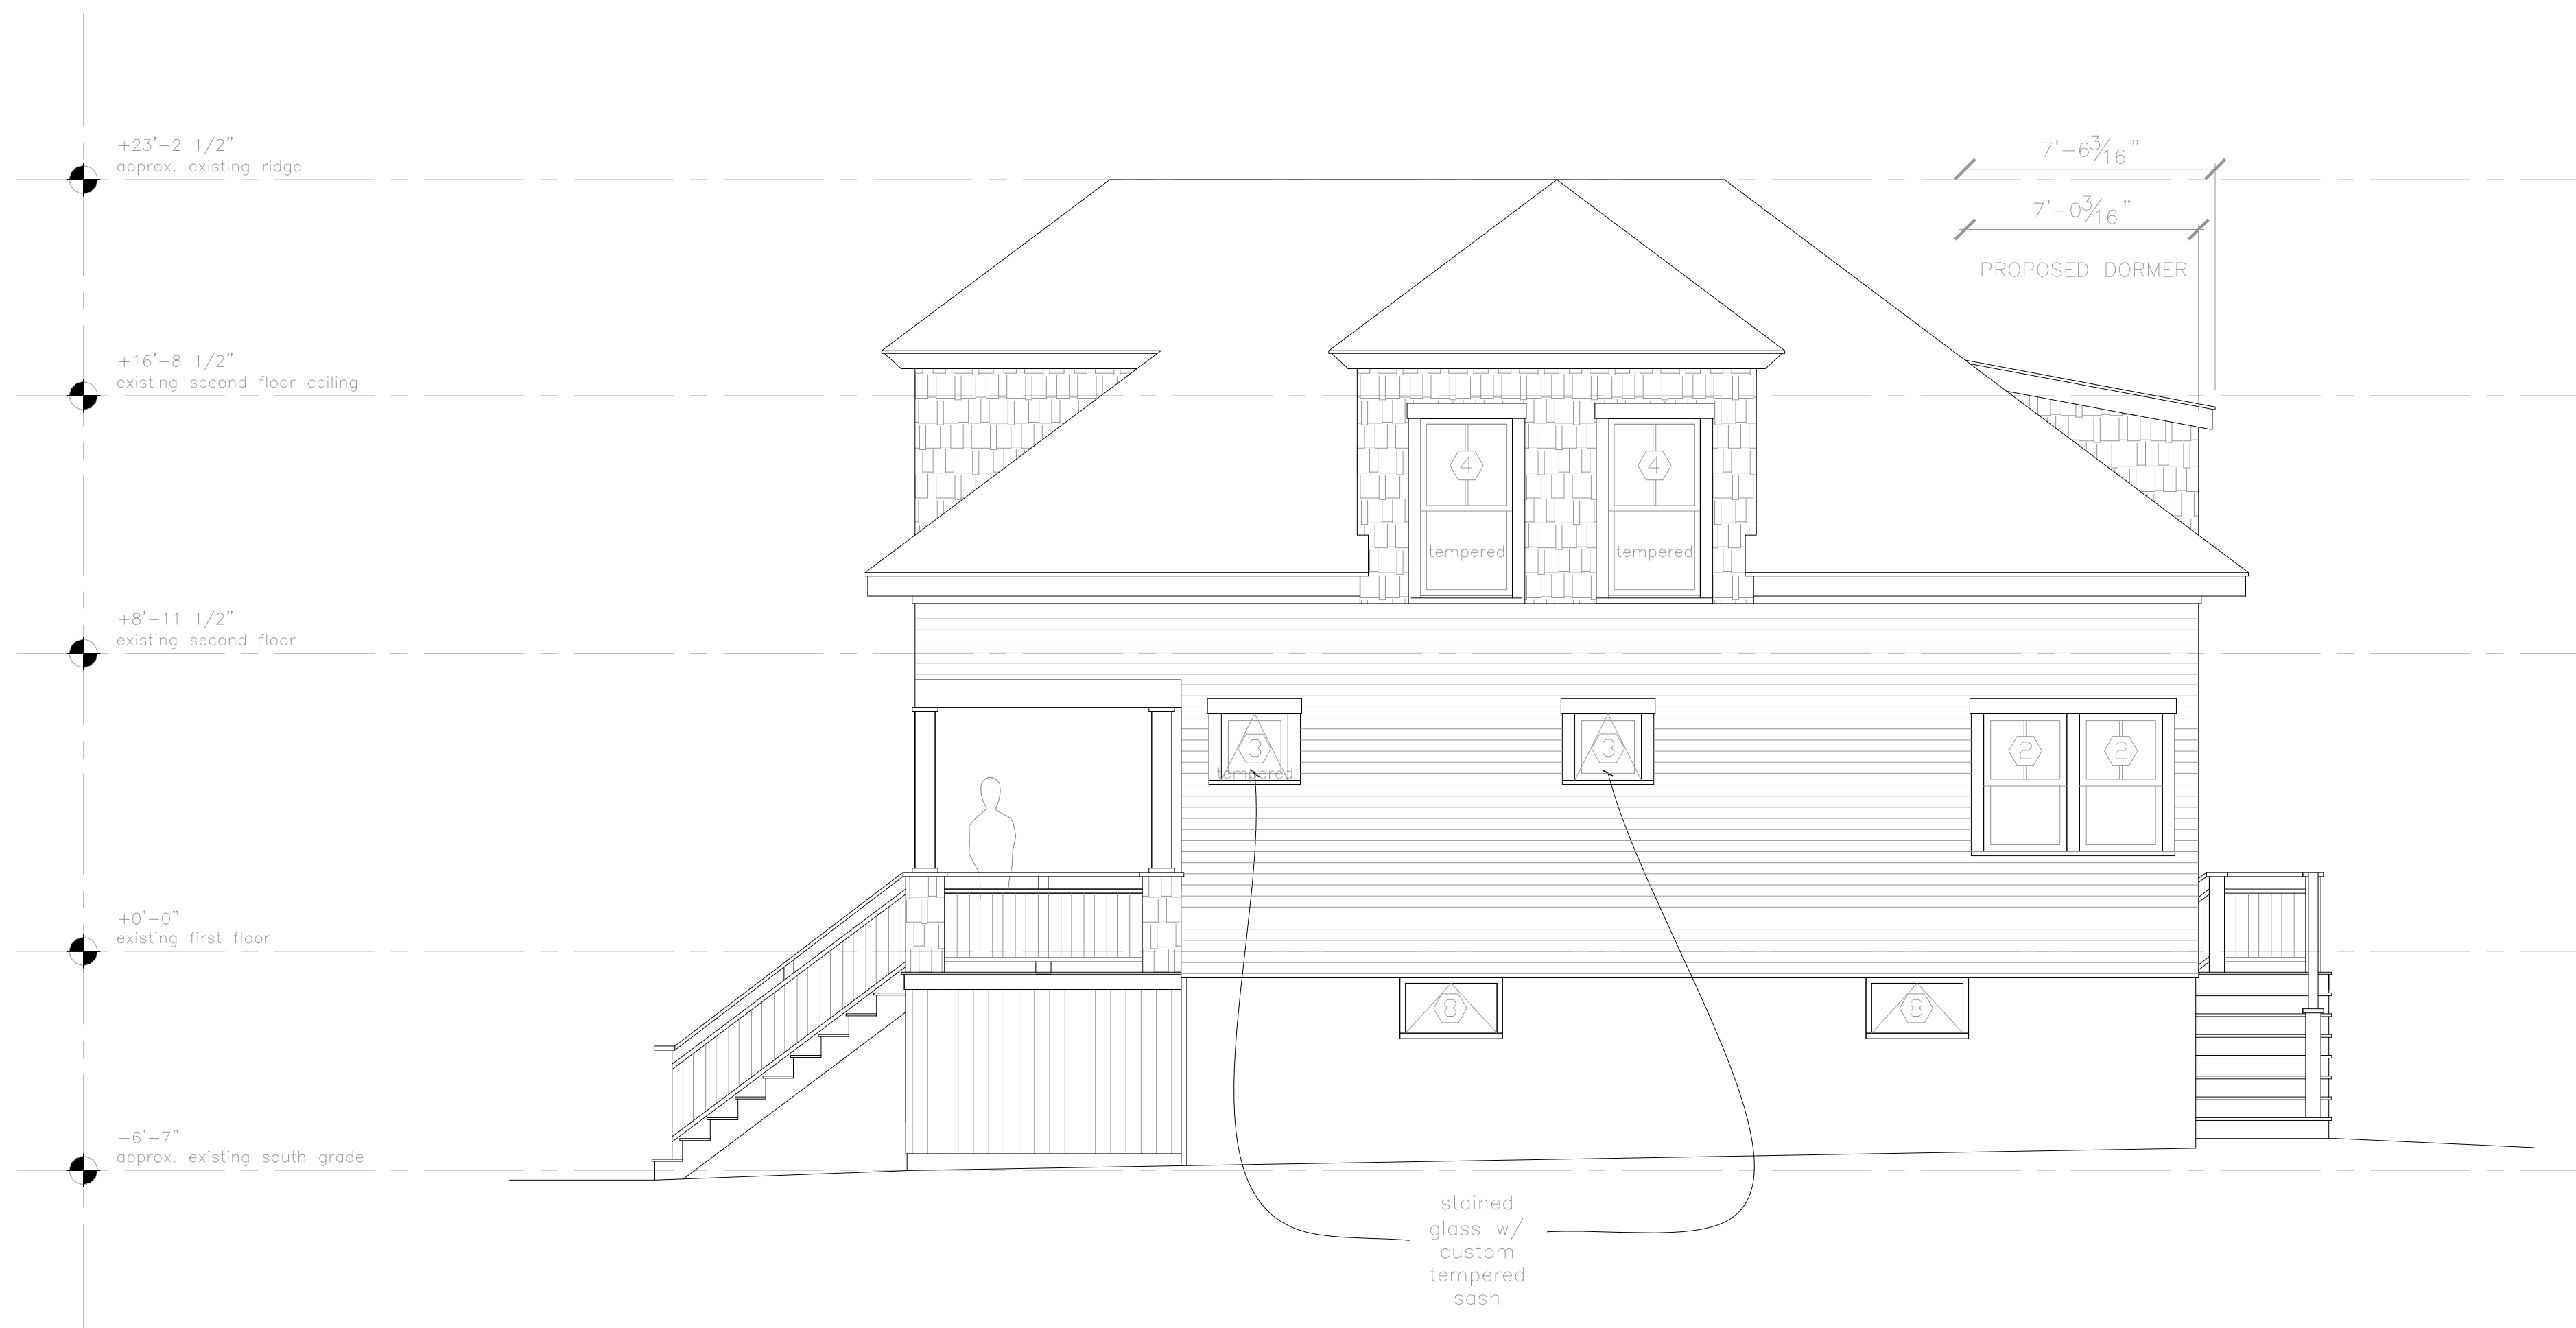 +23'-2 1/2"
approx. existing ridge
7'-6 3/16"
7'-0 3/16"
PROPOSED DORMER
+16'-8 1/2"
existing second floor ceiling
4
4
tempered
tempered
+8'-11 1/2"
existing second floor
3
3
2
2
tempered
+0'-0"
existing first floor
8
8
-6'-7"
approx. existing south grade
stained
glass w/
custom
tempered
sash